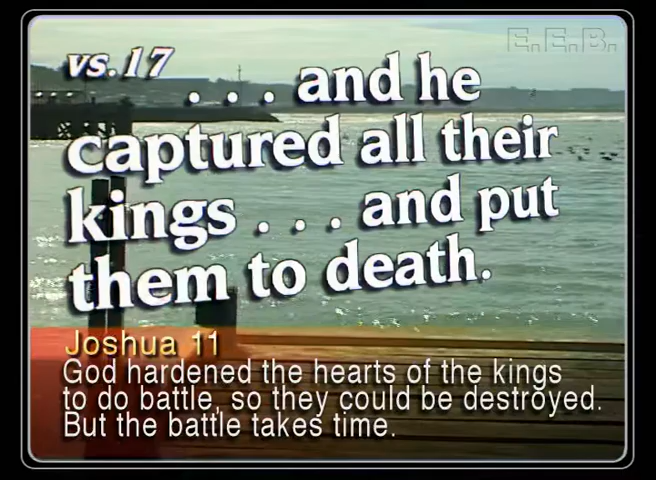 E.E.B.
vs.17
. . . and he
captured all their
kings . . . and put
them to death.
Joshua 11
God hardened the hearts of the kings
to do battle, so they could be destroyed.
But the battle takes time.